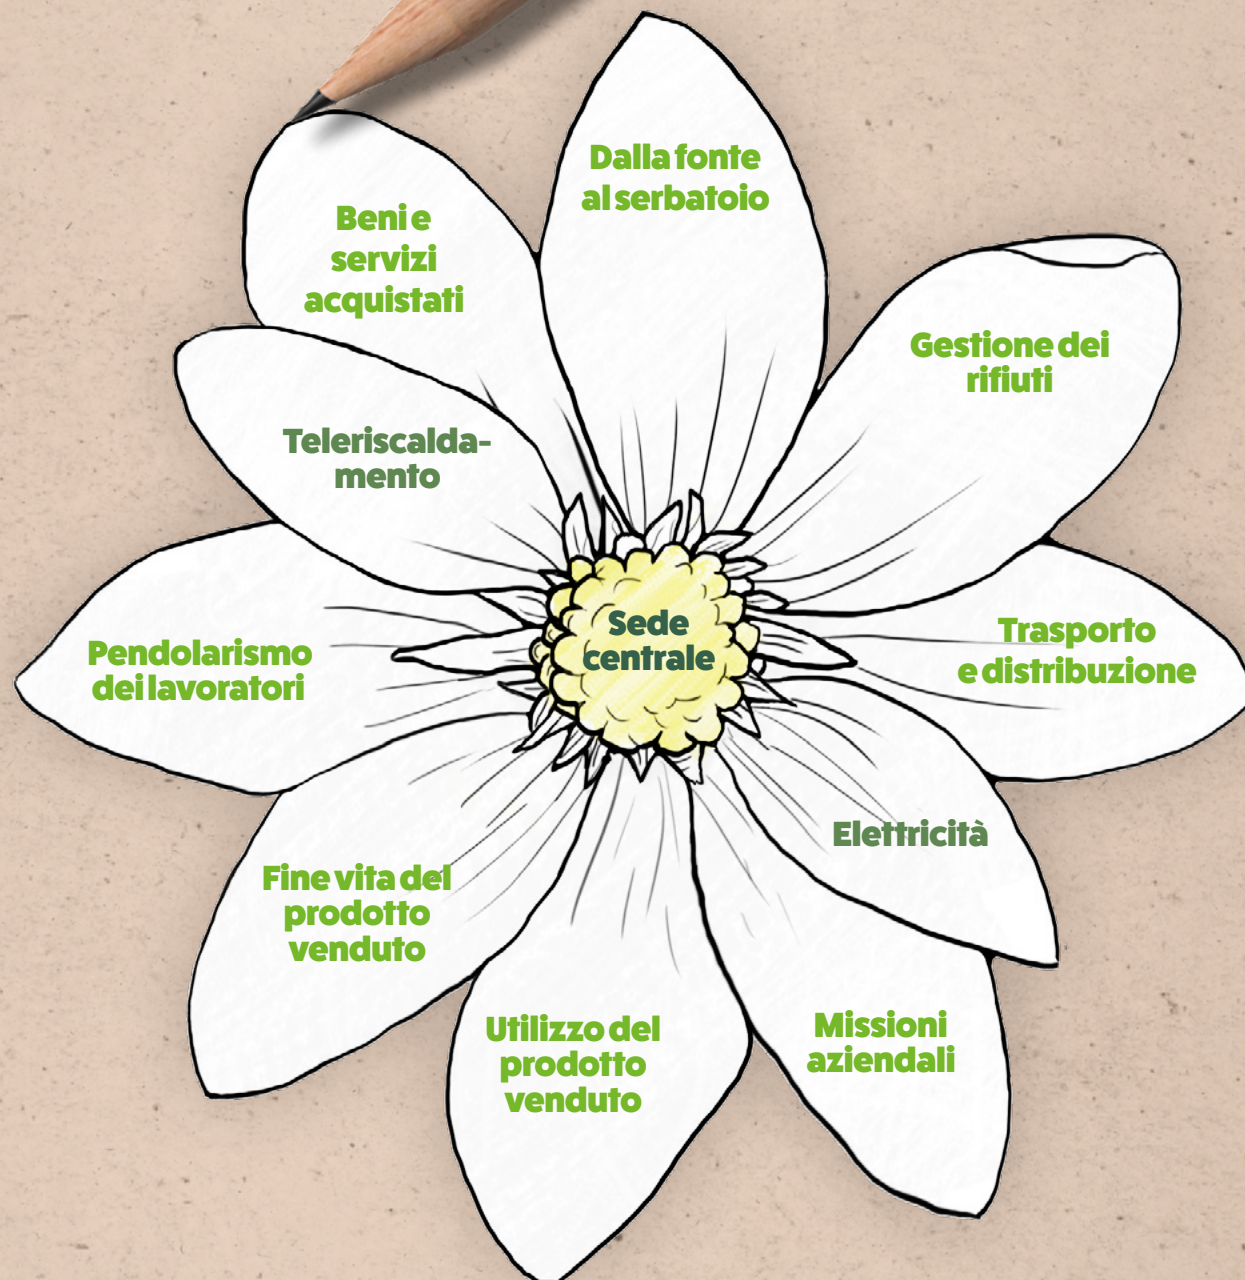 Dalla fonte
al serbatoio
Beni e
servizi
acquistati
Gestione dei
rifiuti
Teleriscalda-
mento
Sede
centrale
Trasporto
e distribuzione
Pendolarismo
dei lavoratori
Elettricità
Fine vita del
prodotto
venduto
Utilizzo del
prodotto
venduto
Missioni
aziendali